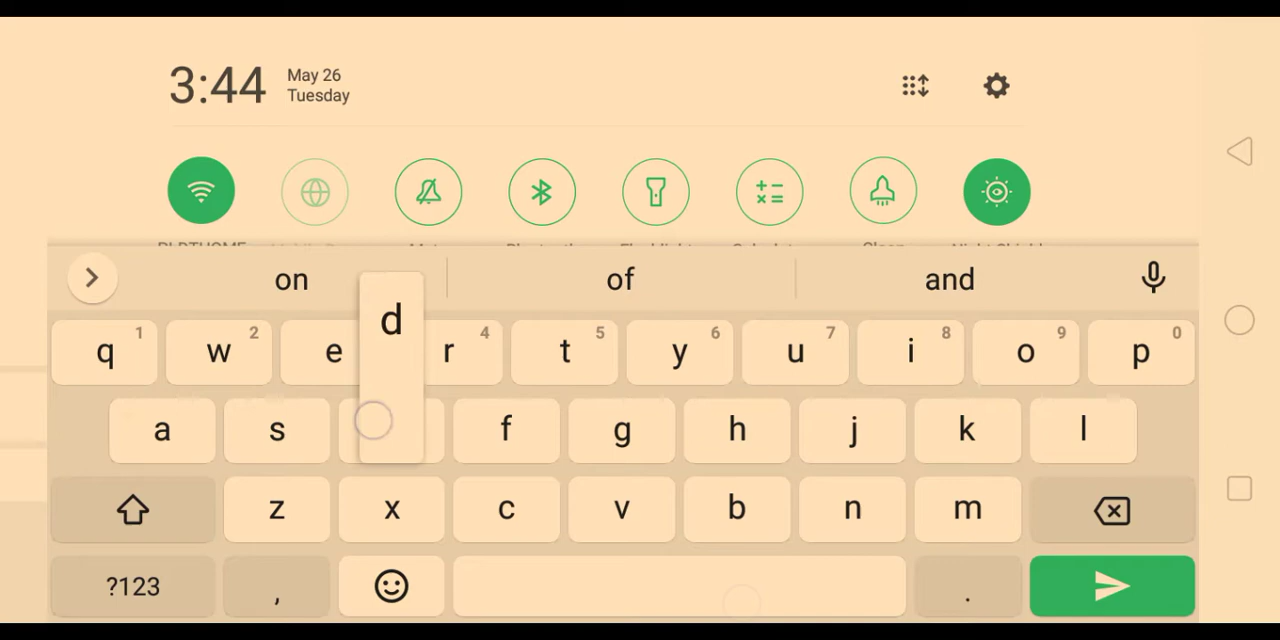 3:44
May 26
Tuesday
on of and
d
q 1 w 2 e r 4 t 5 y 6 u 7 i 8 o 9 p 0
a s f g h j k l
z x c v b n m
?123 , .